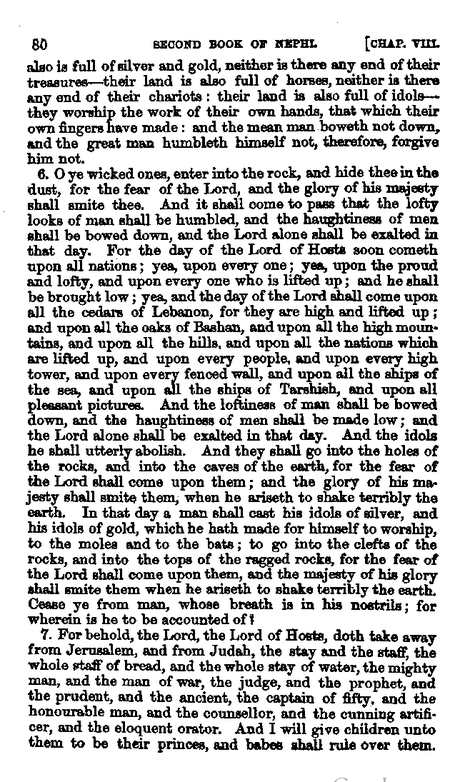 80 SECOND BOOK OF NEPHI. [CHAP. VIII.
also is full of silver and gold, neither is there any end of their
treasures—their land is also full of horses, neither is there
any end of their chariots: their land is also full of idols—
they worship the work of their own hands, that which their
own fingers have made: and the mean man boweth not down,
and the great man humbleth himself not, therefore, forgive
him not.
6. O ye wicked ones, enter into the rock, and hide thee in the
dust, for the fear of the Lord, and the glory of his majesty
shall smite thee. And it shall come to pass that the lofty
looks of man shall be humbled, and the haughtiness of men
shall be bowed down, and the Lord alone shall be exalted in
that day. For the day of the Lord of Hosts soon cometh
upon all nations; yea, upon every one; yea, upon the proud
and lofty, and upon every one who is lifted up; and he shall
be brought low; yea, and the day of the Lord shall come upon
all the cedars of Lebanon, for they are high and lifted up;
and upon all the oaks of Bashan, and upon all the high moun-
tains, and upon all the hills, and upon all the nations which
are lifted up, and upon every people, and upon every high
tower, and upon every fenced wall, and upon all the ships of
the sea, and upon all the ships of Tarshish, and upon all
pleasant pictures. And the loftiness of man shall be bowed
down, and the haughtiness of men shall be made low; and
the Lord alone shall be exalted in that day. And the idols
he shall utterly abolish. And they shall go into the holes of
the rocks, and into the caves of the earth, for the fear of
the Lord shall come upon them; and the glory of his ma-
jesty shall smite them, when he ariseth to shake terribly the
earth. In that day a man shall cast his idols of silver, and
his idols of gold, which he hath made for himself to worship,
to the moles and to the bats; to go into the clefts of the
rocks, and into the tops of the ragged rocks, for the fear of
the Lord shall come upon them, and the majesty of his glory
shall smite them when he ariseth to shake terribly the earth.
Cease ye from man, whose breath is in his nostrils; for
wherein is he to be accounted of?
7. For behold, the Lord, the Lord of Hosts, doth take away
from Jerusalem, and from Judah, the stay and the staff, the
whole staff of bread, and the whole stay of water, the mighty
man, and the man of war, the judge, and the prophet, and
the prudent, and the ancient, the captain of fifty, and the
honourable man, and the counsellor, and the cunning artifi-
cer, and the eloquent orator. And I will give children unto
them to be their princes, and babes shall rule over them.